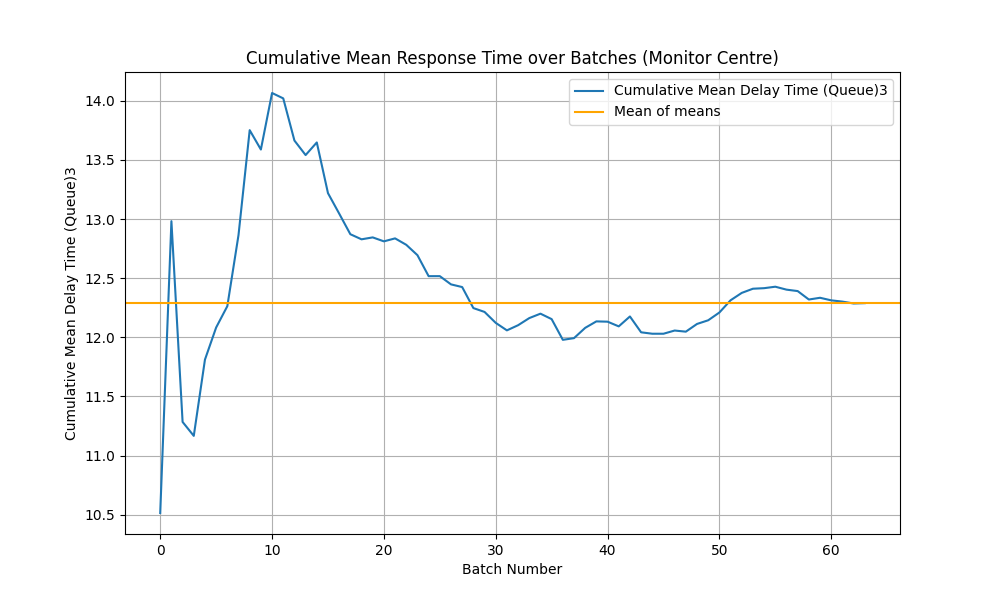 Cumulative Mean Response Time over Batches (Monitor Centre)
Cumulative Mean Delay Time (Queue)3
Mean of means
Cumulative Mean Delay Time (Queue)3
14.0
13.5
13.0
12.5
12.0
11.5
11.0
10.5
0 10 20 30 40 50 60
Batch Number